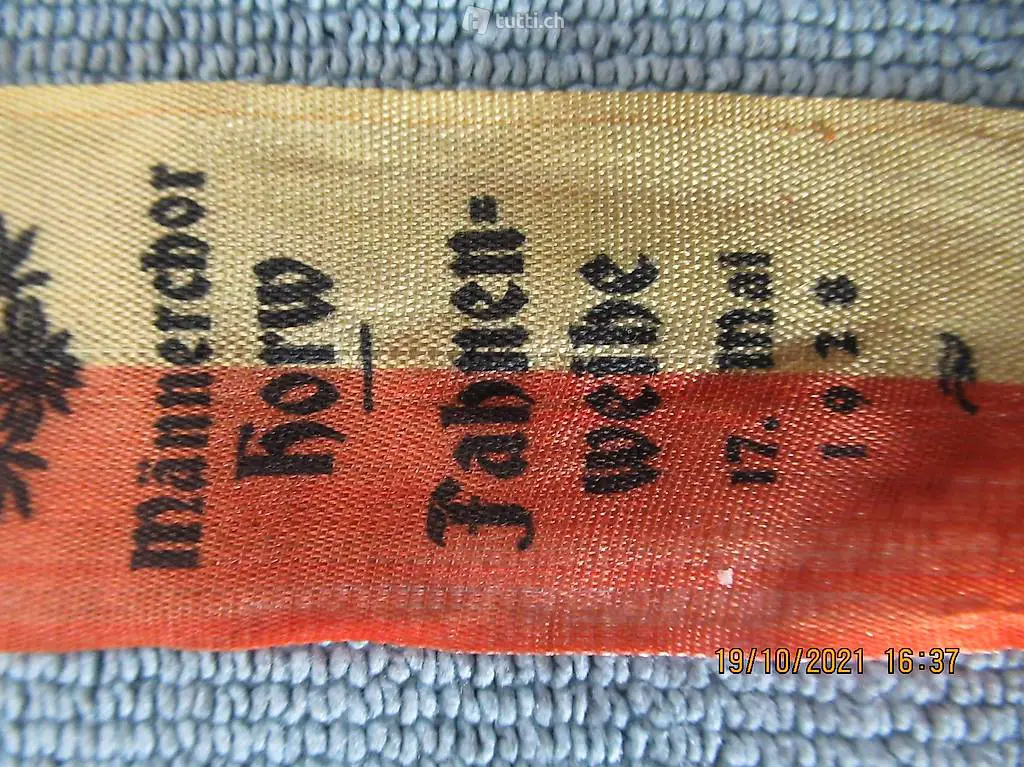 tutti.ch
männerchor
Horw
Fahnen=
weihe
17. mai
1928
19/10/2021 16:37